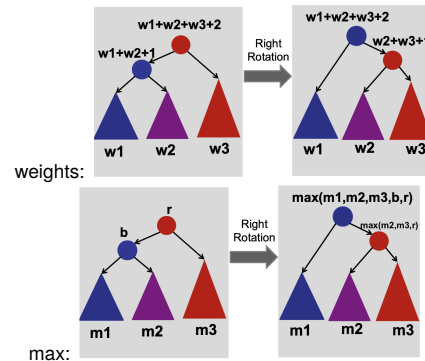 w1+w2+w3+2
w1+w2+1
w1 w2 w3
Right
Rotation
w1+w2+w3+2
w2+w3+1
w1 w2 w3
weights:
b r
m1 m2 m3
Right
Rotation
max(m1,m2,m3,b,r)
max(m2,m3,r)
m1 m2 m3
max: